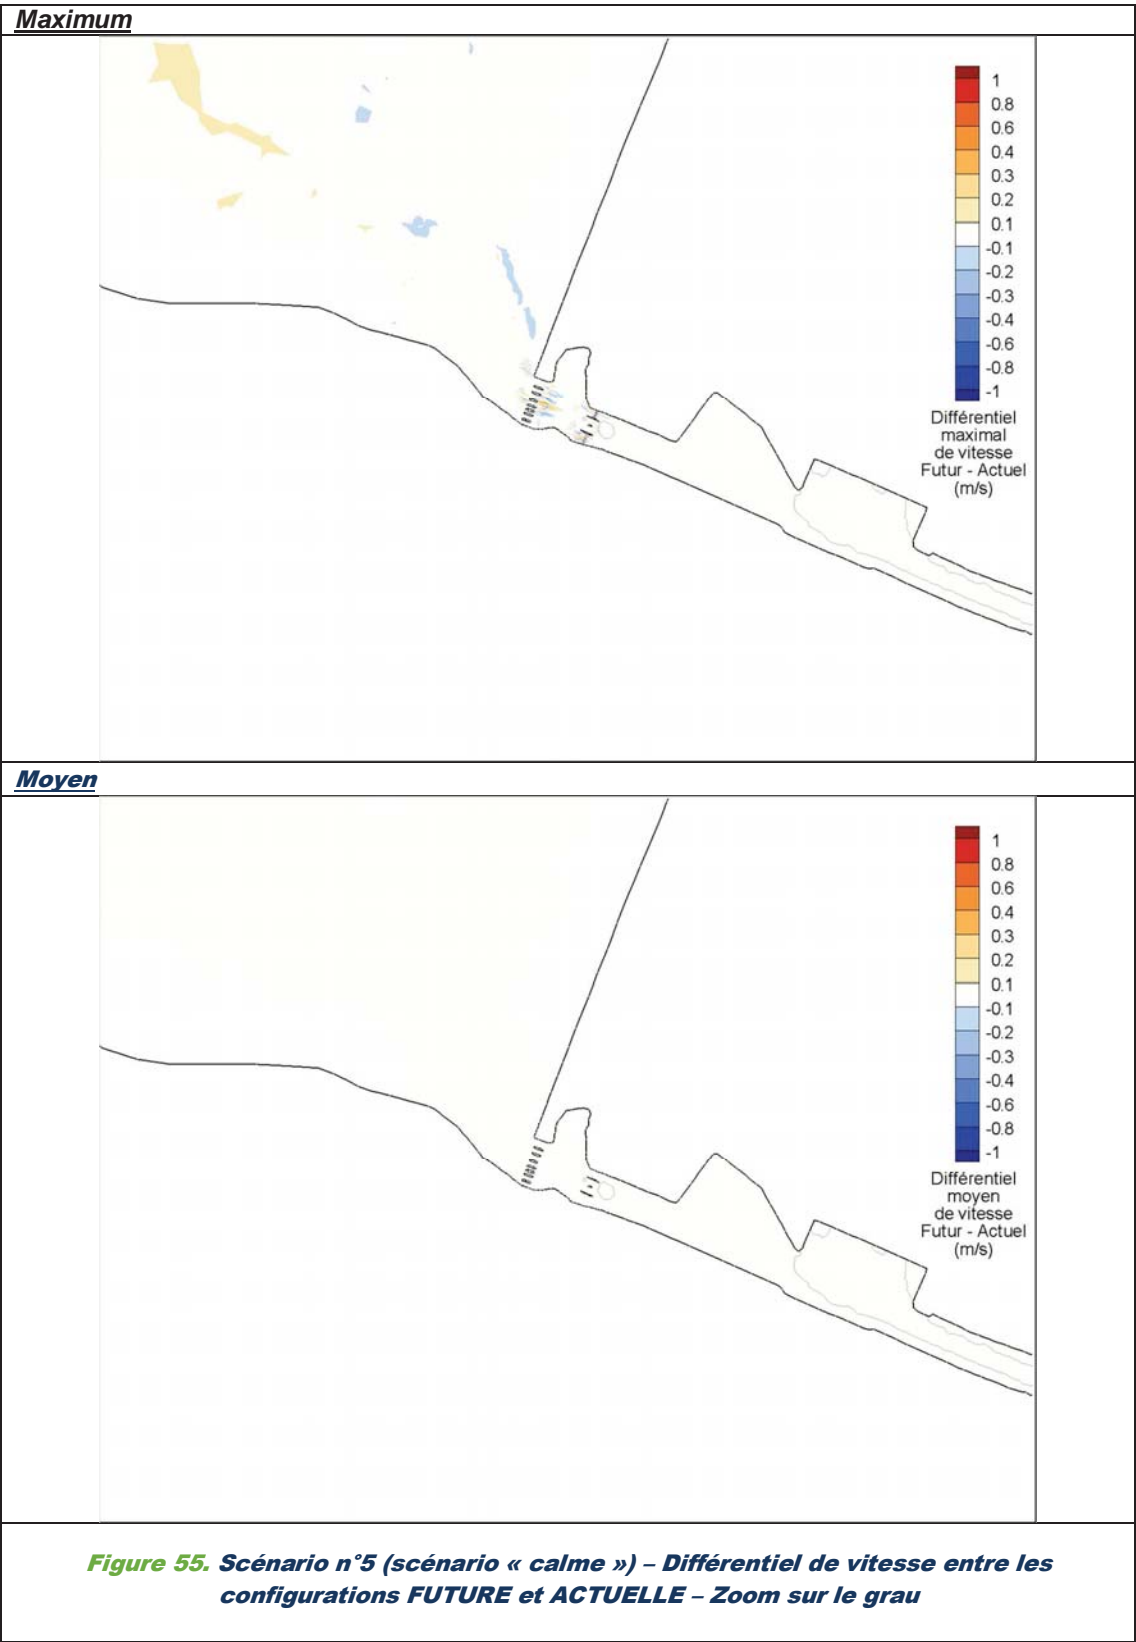 Maximum
1
0.8
0.6
0.4
0.3
0.2
0.1
-0.1
-0.2
-0.3
-0.4
-0.6
-0.8
-1
Différentiel
maximal
de vitesse
Futur - Actuel
(m/s)
Moyen
1
0.8
0.6
0.4
0.3
0.2
0.1
-0.1
-0.2
-0.3
-0.4
-0.6
-0.8
-1
Différentiel
moyen
de vitesse
Futur - Actuel
(m/s)
Figure 55. Scénario n°5 (scénario « calme ») – Différentiel de vitesse entre les
configurations FUTURE et ACTUELLE – Zoom sur le grau